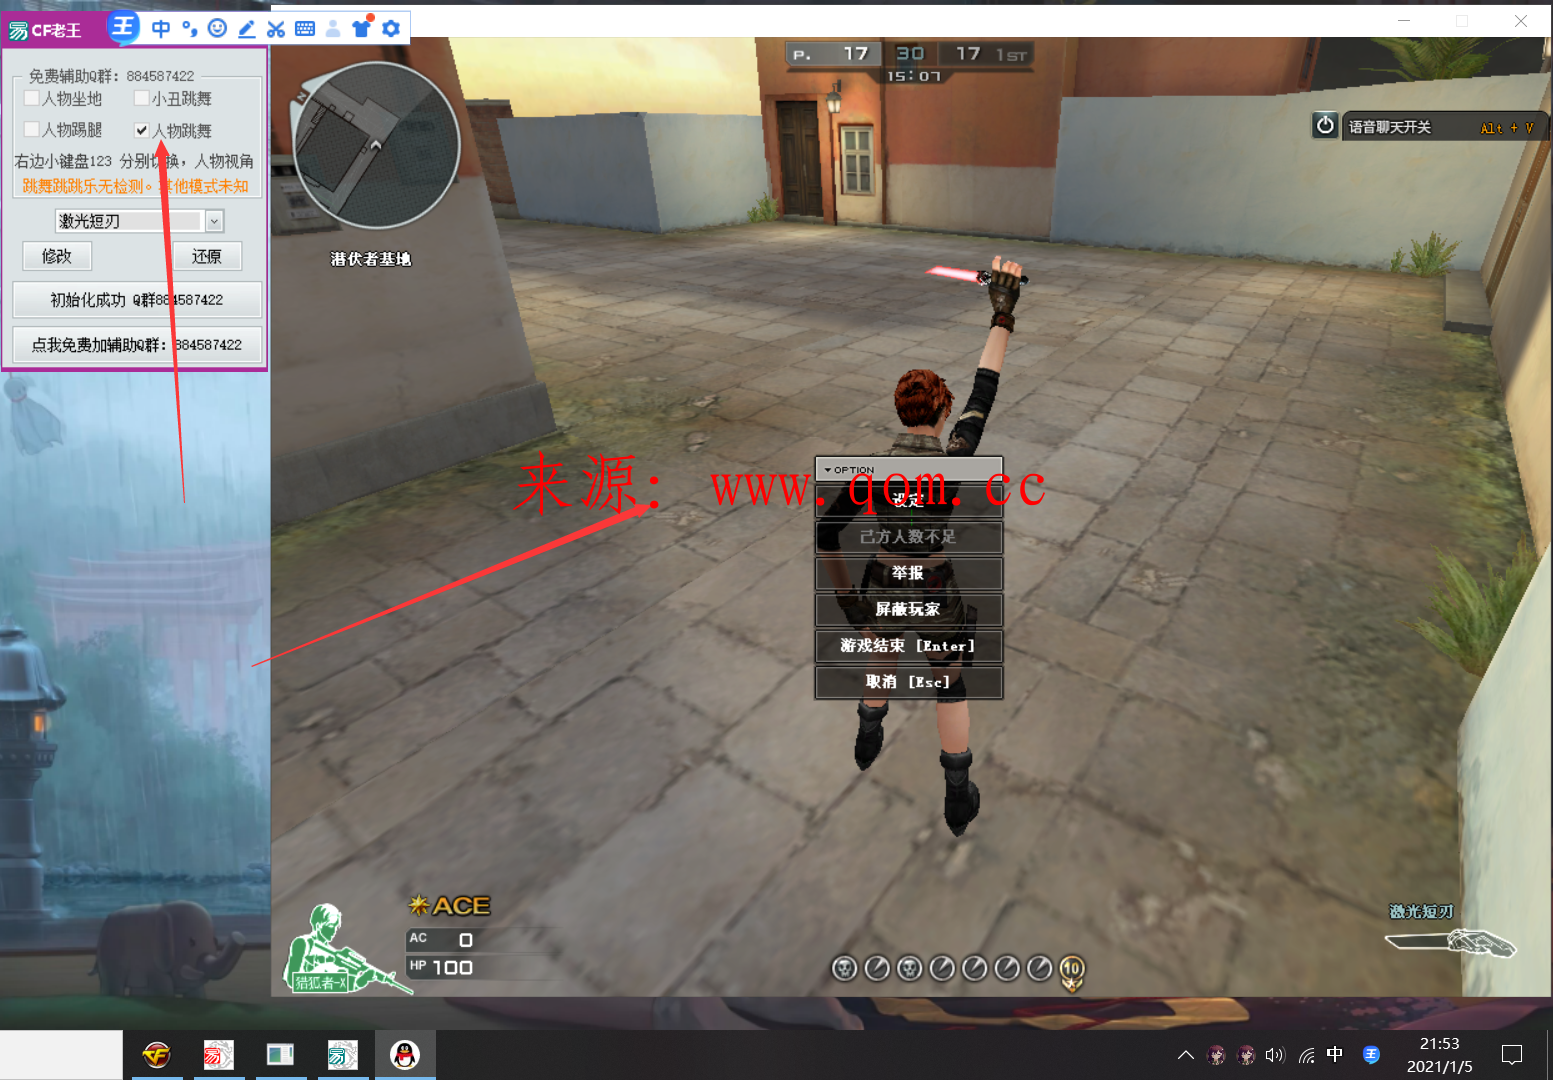 CF老王
王 中
免费辅助Q群：884587422
人物坐地 小丑跳舞
人物踢腿 人物跳舞
右边小键盘123 分别切换，人物视角
跳舞跳跳乐无检测。其他模式未知
激光短刃
修改 还原
初始化成功 Q群884587422
点我免费加辅助Q群：884587422
N
潜伏者基地
P. 17 30 17 1ST
15:07
语音聊天开关 Alt + V
来源：www.qom.cc
OPTION
设定
己方人数不足
举报
屏蔽玩家
游戏结束 [Enter]
取消 [Esc]
ACE
AC 0
HP 100
猎狐者-X
10
激光短刃
中 王
21:53
2021/1/5